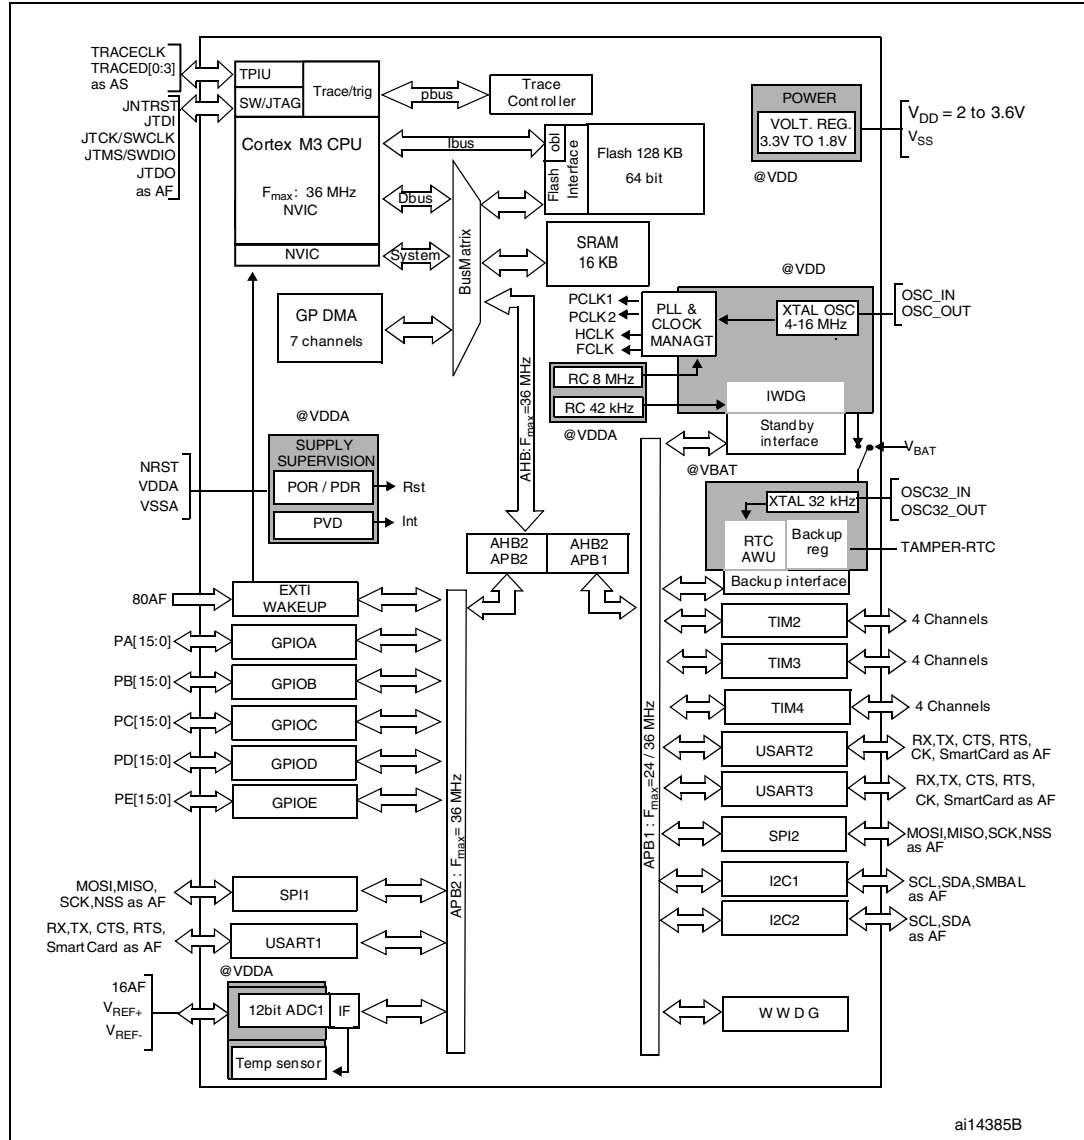 TRACECLK
TRACED[0:3]
as AS
JNTRST
JTDI
JTCK/SWCLK
JTMS/SWDIO
JTDO
as AF
TPIU
SW/JTAG
Trace/trig
Cortex M3 CPU
Fmax: 36 MHz
NVIC
NVIC
pbus
Trace
Controller
Ibus
Dbus
System
BusMatrix
Flash obl
Interface
Flash 128 KB
64 bit
SRAM
16 KB
GP DMA
7 channels
AHB: Fmax=36 MHz
POWER
VOLT. REG.
3.3V TO 1.8V
@VDD
VDD = 2 to 3.6V
VSS
@VDD
PCLK1
PCLK2
HCLK
FCLK
PLL &
CLOCK
MANAGT
XTAL OSC
4-16 MHz
OSC_IN
OSC_OUT
RC 8 MHz
RC 42 kHz
@VDDA
IWDG
Standby
interface
VBAT
@VBAT
XTAL 32 kHz
OSC32_IN
OSC32_OUT
RTC
AWU
Backup
reg
TAMPER-RTC
Backup interface
@VDDA
SUPPLY
SUPERVISION
NRST
VDDA
VSSA
POR / PDR
Rst
PVD
Int
AHB2
APB2
AHB2
APB1
80AF
EXTI
WAKEUP
PA[15:0]
GPIOA
PB[15:0]
GPIOB
PC[15:0]
GPIOC
PD[15:0]
GPIOD
PE[15:0]
GPIOE
MOSI,MISO,
SCK,NSS as AF
SPI1
RX,TX, CTS, RTS,
SmartCard as AF
USART1
@VDDA
16AF
VREF+
VREF-
12bit ADC1
IF
Temp sensor
APB2 : Fmax= 36 MHz
APB1 : Fmax=24 / 36 MHz
TIM2
4 Channels
TIM3
4 Channels
TIM4
4 Channels
USART2
RX,TX, CTS, RTS,
CK, SmartCard as AF
USART3
RX,TX, CTS, RTS,
CK, SmartCard as AF
SPI2
MOSI,MISO,SCK,NSS
as AF
I2C1
SCL,SDA,SMBAL
as AF
I2C2
SCL,SDA
as AF
W W D G
ai14385B